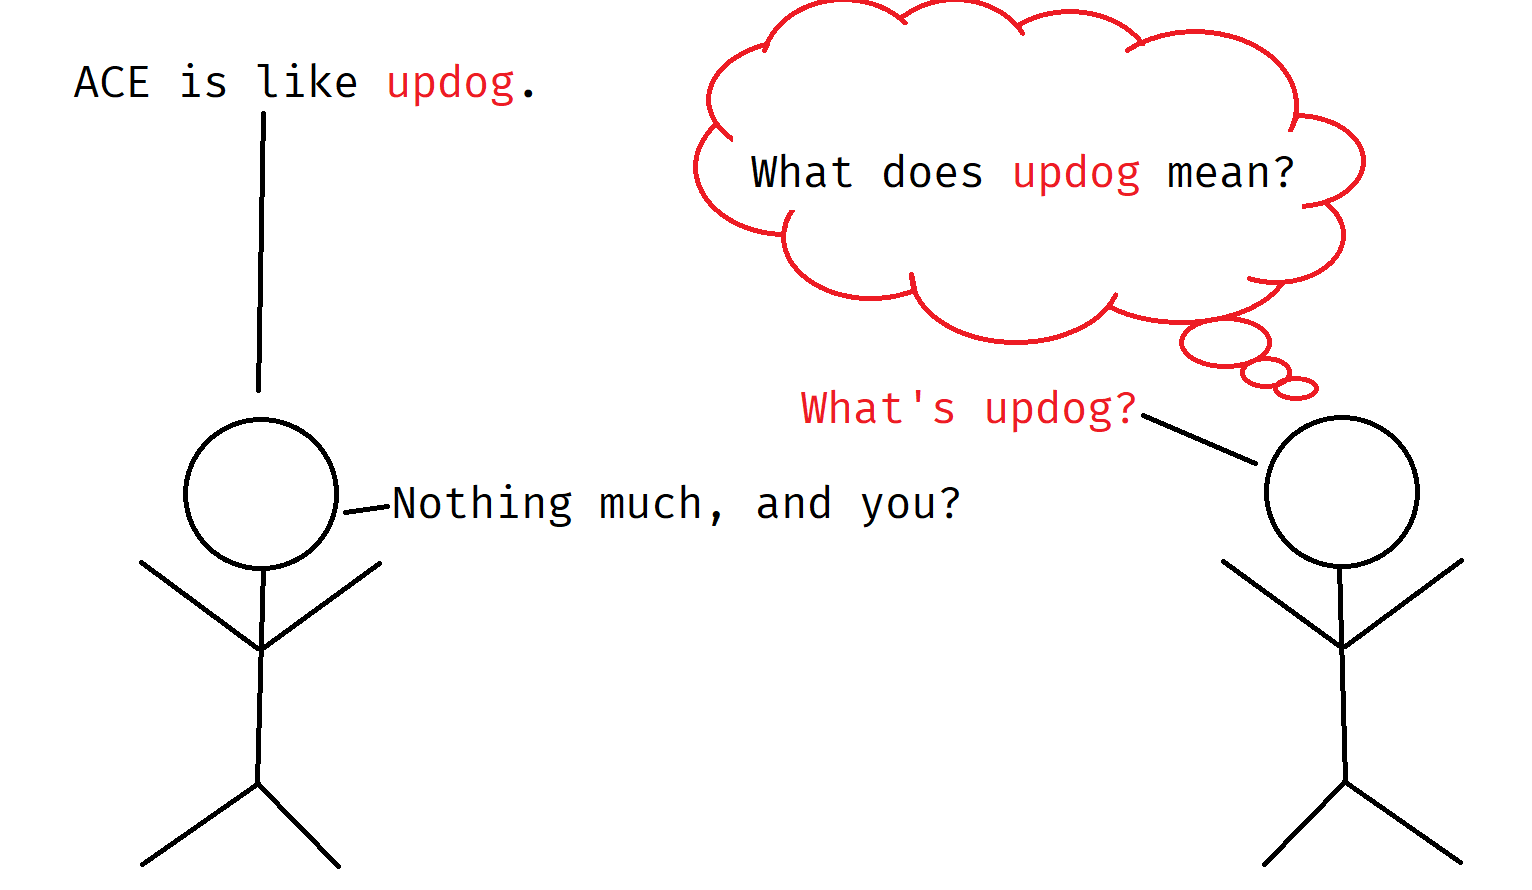 ACE is like updog.
What does updog mean?
What's updog?
Nothing much, and you?